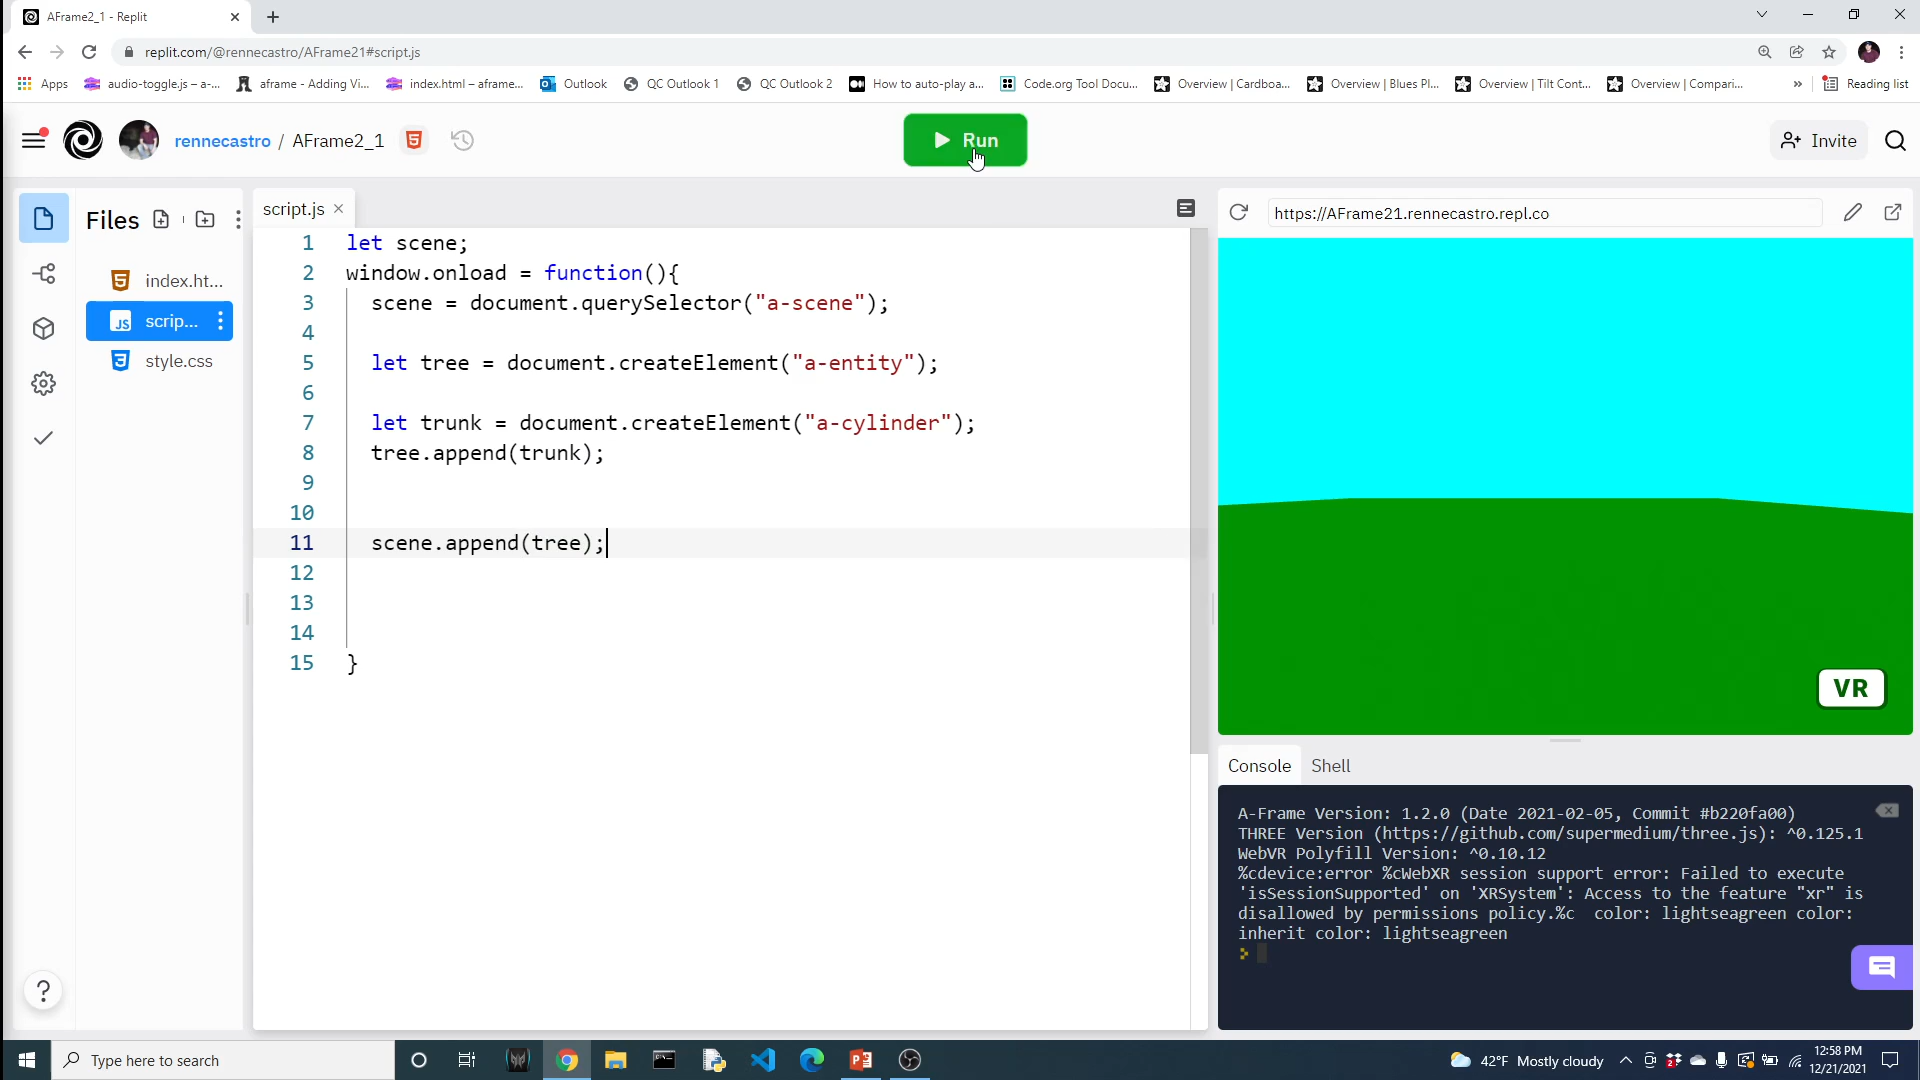 AFrame2_1 - Replit
replit.com/@rennecastro/AFrame21#script.js
Apps
audio-toggle.js – a-...
aframe - Adding Vi...
index.html – aframe...
Outlook
QC Outlook 1
QC Outlook 2
How to auto-play a...
Code.org Tool Docu...
Overview | Cardboa...
Overview | Blues Pl...
Overview | Tilt Cont...
Overview | Compari...
»
Reading list
rennecastro / AFrame2_1
Run
Invite
Files
index.ht...
JS scrip...
style.css
script.js
1 let scene;
2 window.onload = function(){
3 scene = document.querySelector("a-scene");
4
5 let tree = document.createElement("a-entity");
6
7 let trunk = document.createElement("a-cylinder");
8 tree.append(trunk);
9
10
11 scene.append(tree);
12
13
14
15 }
https://AFrame21.rennecastro.repl.co
VR
Console Shell
A-Frame Version: 1.2.0 (Date 2021-02-05, Commit #b220fa00)
THREE Version (https://github.com/supermedium/three.js): ^0.125.1
WebVR Polyfill Version: ^0.10.12
%cdevice:error %cWebXR session support error: Failed to execute
'isSessionSupported' on 'XRSystem': Access to the feature "xr" is
disallowed by permissions policy.%c color: lightseagreen color:
inherit color: lightseagreen
>
?
Type here to search
42°F Mostly cloudy
12:58 PM
12/21/2021